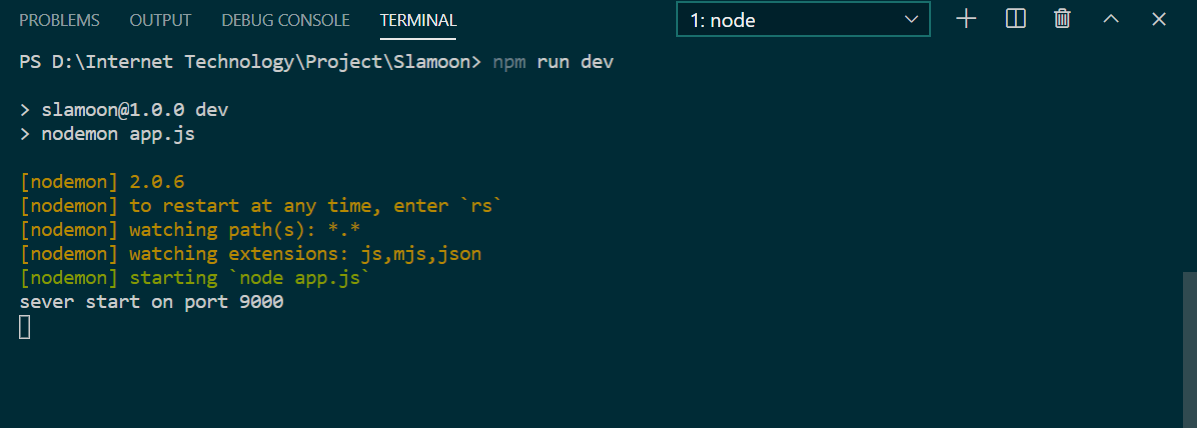 PROBLEMS OUTPUT DEBUG CONSOLE TERMINAL 1: node
PS D:\Internet Technology\Project\Slamoon> npm run dev
> slamoon@1.0.0 dev
> nodemon app.js
[nodemon] 2.0.6
[nodemon] to restart at any time, enter `rs`
[nodemon] watching path(s): *.*
[nodemon] watching extensions: js,mjs,json
[nodemon] starting `node app.js`
sever start on port 9000